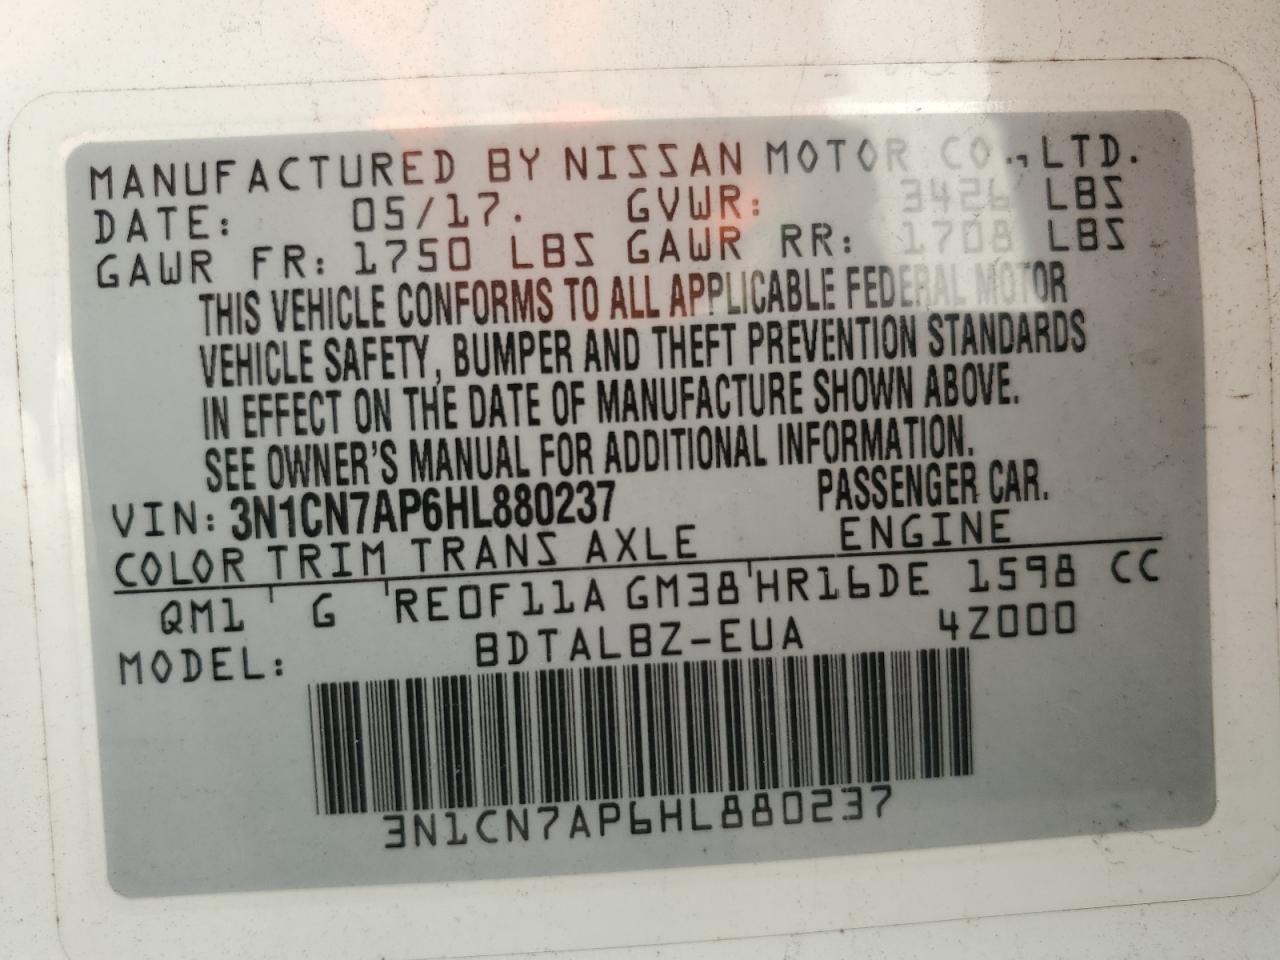 MANUFACTURED BY NISSAN MOTOR CO., LTD.
DATE: 05/17. GVWR: 3426 LBS
GAWR FR: 1750 LBS GAWR RR: 1708 LBS
THIS VEHICLE CONFORMS TO ALL APPLICABLE FEDERAL MOTOR
VEHICLE SAFETY, BUMPER AND THEFT PREVENTION STANDARDS
IN EFFECT ON THE DATE OF MANUFACTURE SHOWN ABOVE.
SEE OWNER'S MANUAL FOR ADDITIONAL INFORMATION.
VIN: 3N1CN7AP6HL880237 PASSENGER CAR.
COLOR TRIM TRANS AXLE ENGINE
QM1 G RE0F11A GM38 HR16DE 1598 CC
MODEL: BDTALBZ-EUA 4Z000
3N1CN7AP6HL880237